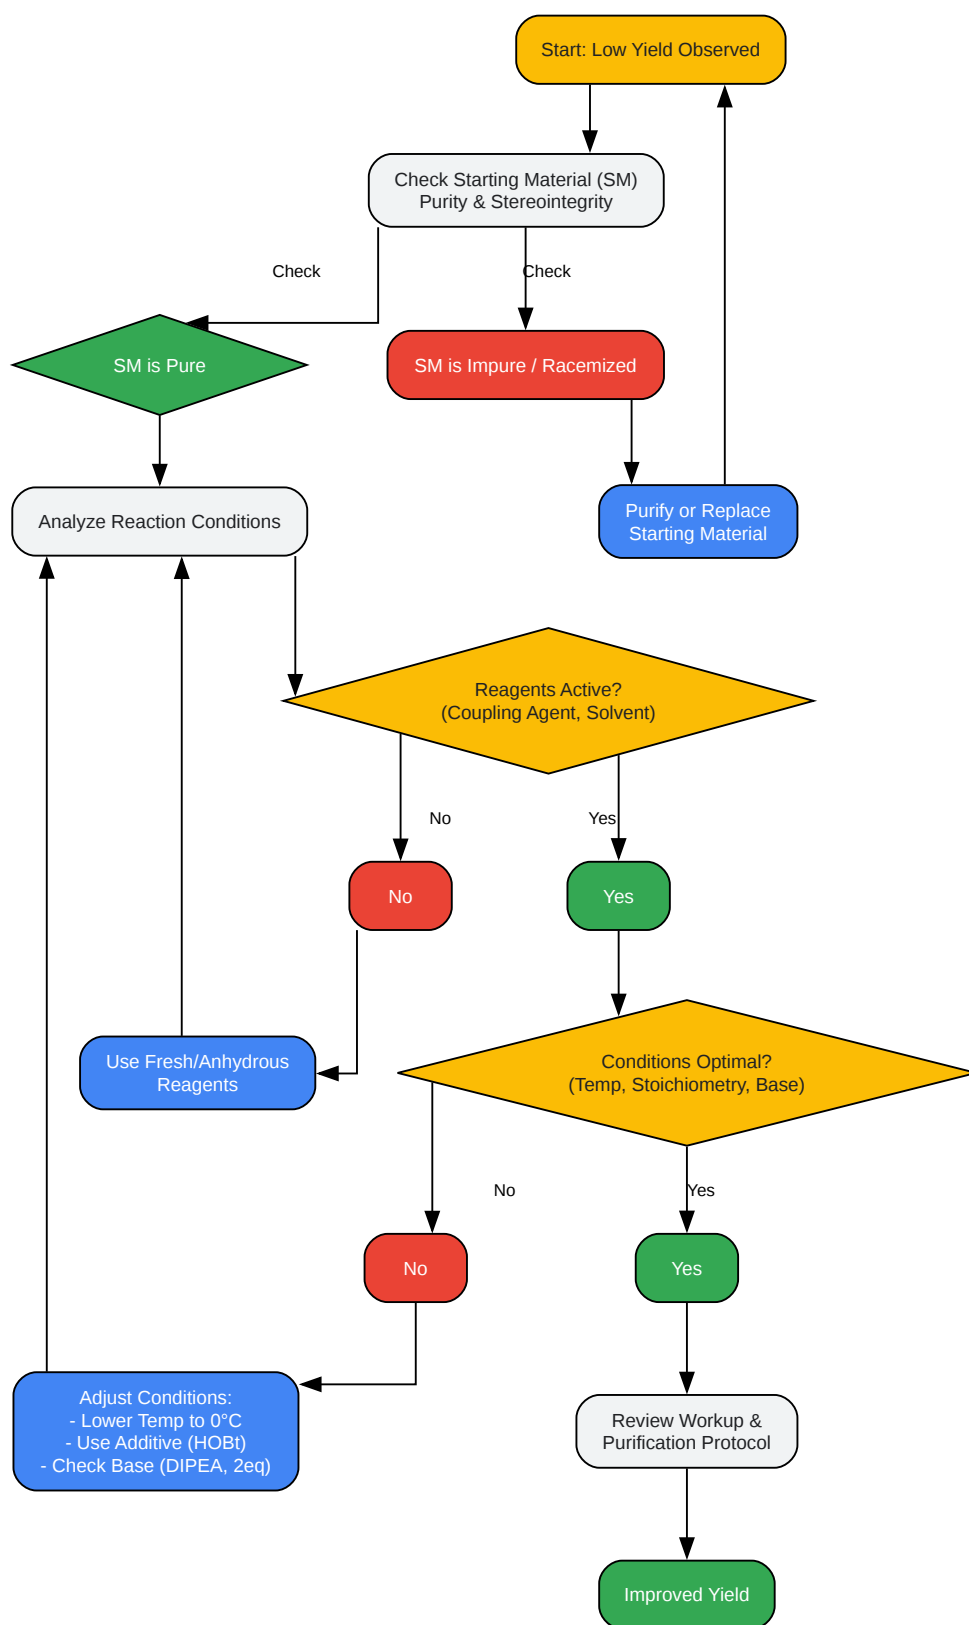 Start: Low Yield Observed
Check Starting Material (SM)
Purity & Stereointegrity
Check
Check
SM is Pure
SM is Impure / Racemized
Analyze Reaction Conditions
Purify or Replace
Starting Material
Reagents Active?
(Coupling Agent, Solvent)
No
Yes
No
Yes
Use Fresh/Anhydrous
Reagents
Conditions Optimal?
(Temp, Stoichiometry, Base)
No
Yes
No
Yes
Adjust Conditions:
- Lower Temp to 0°C
- Use Additive (HOBt)
- Check Base (DIPEA, 2eq)
Review Workup &
Purification Protocol
Improved Yield